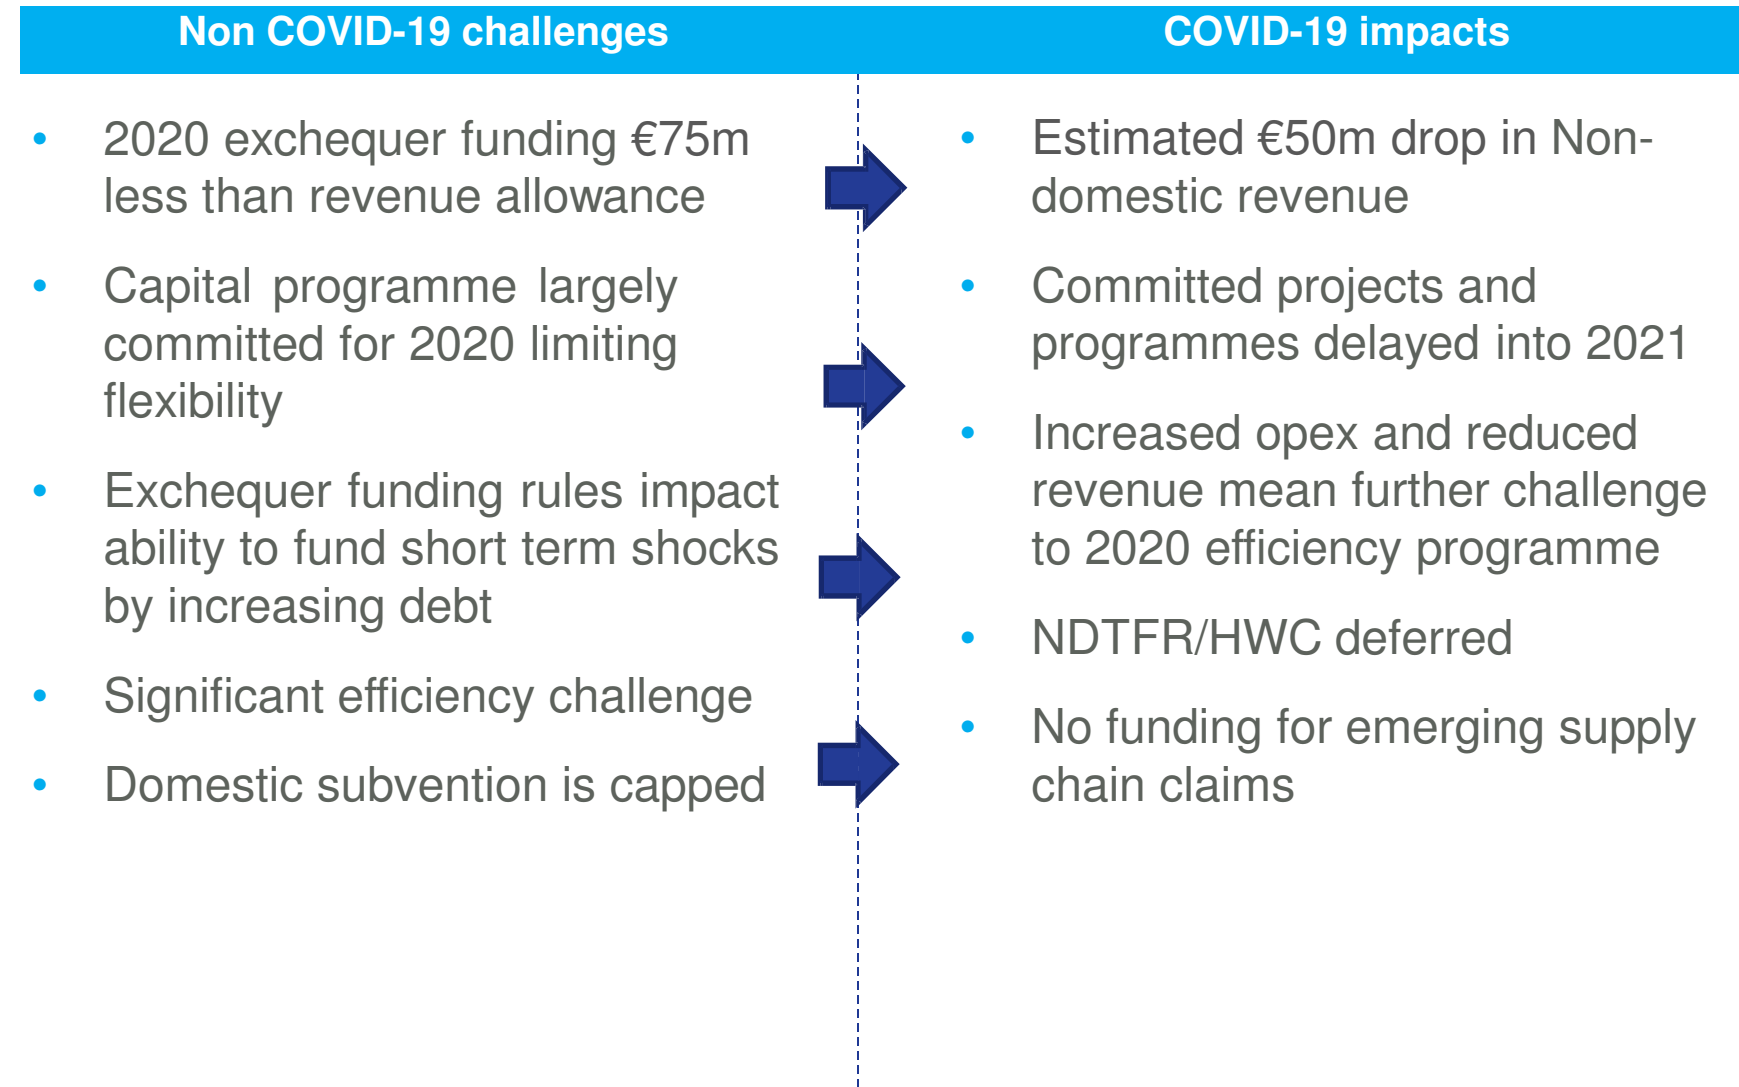 Non COVID-19 challenges
COVID-19 impacts
• 2020 exchequer funding €75m
less than revenue allowance
• Capital programme largely
committed for 2020 limiting
flexibility
• Exchequer funding rules impact
ability to fund short term shocks
by increasing debt
• Significant efficiency challenge
• Domestic subvention is capped
• Estimated €50m drop in Non-
domestic revenue
• Committed projects and
programmes delayed into 2021
• Increased opex and reduced
revenue mean further challenge
to 2020 efficiency programme
• NDTFR/HWC deferred
• No funding for emerging supply
chain claims